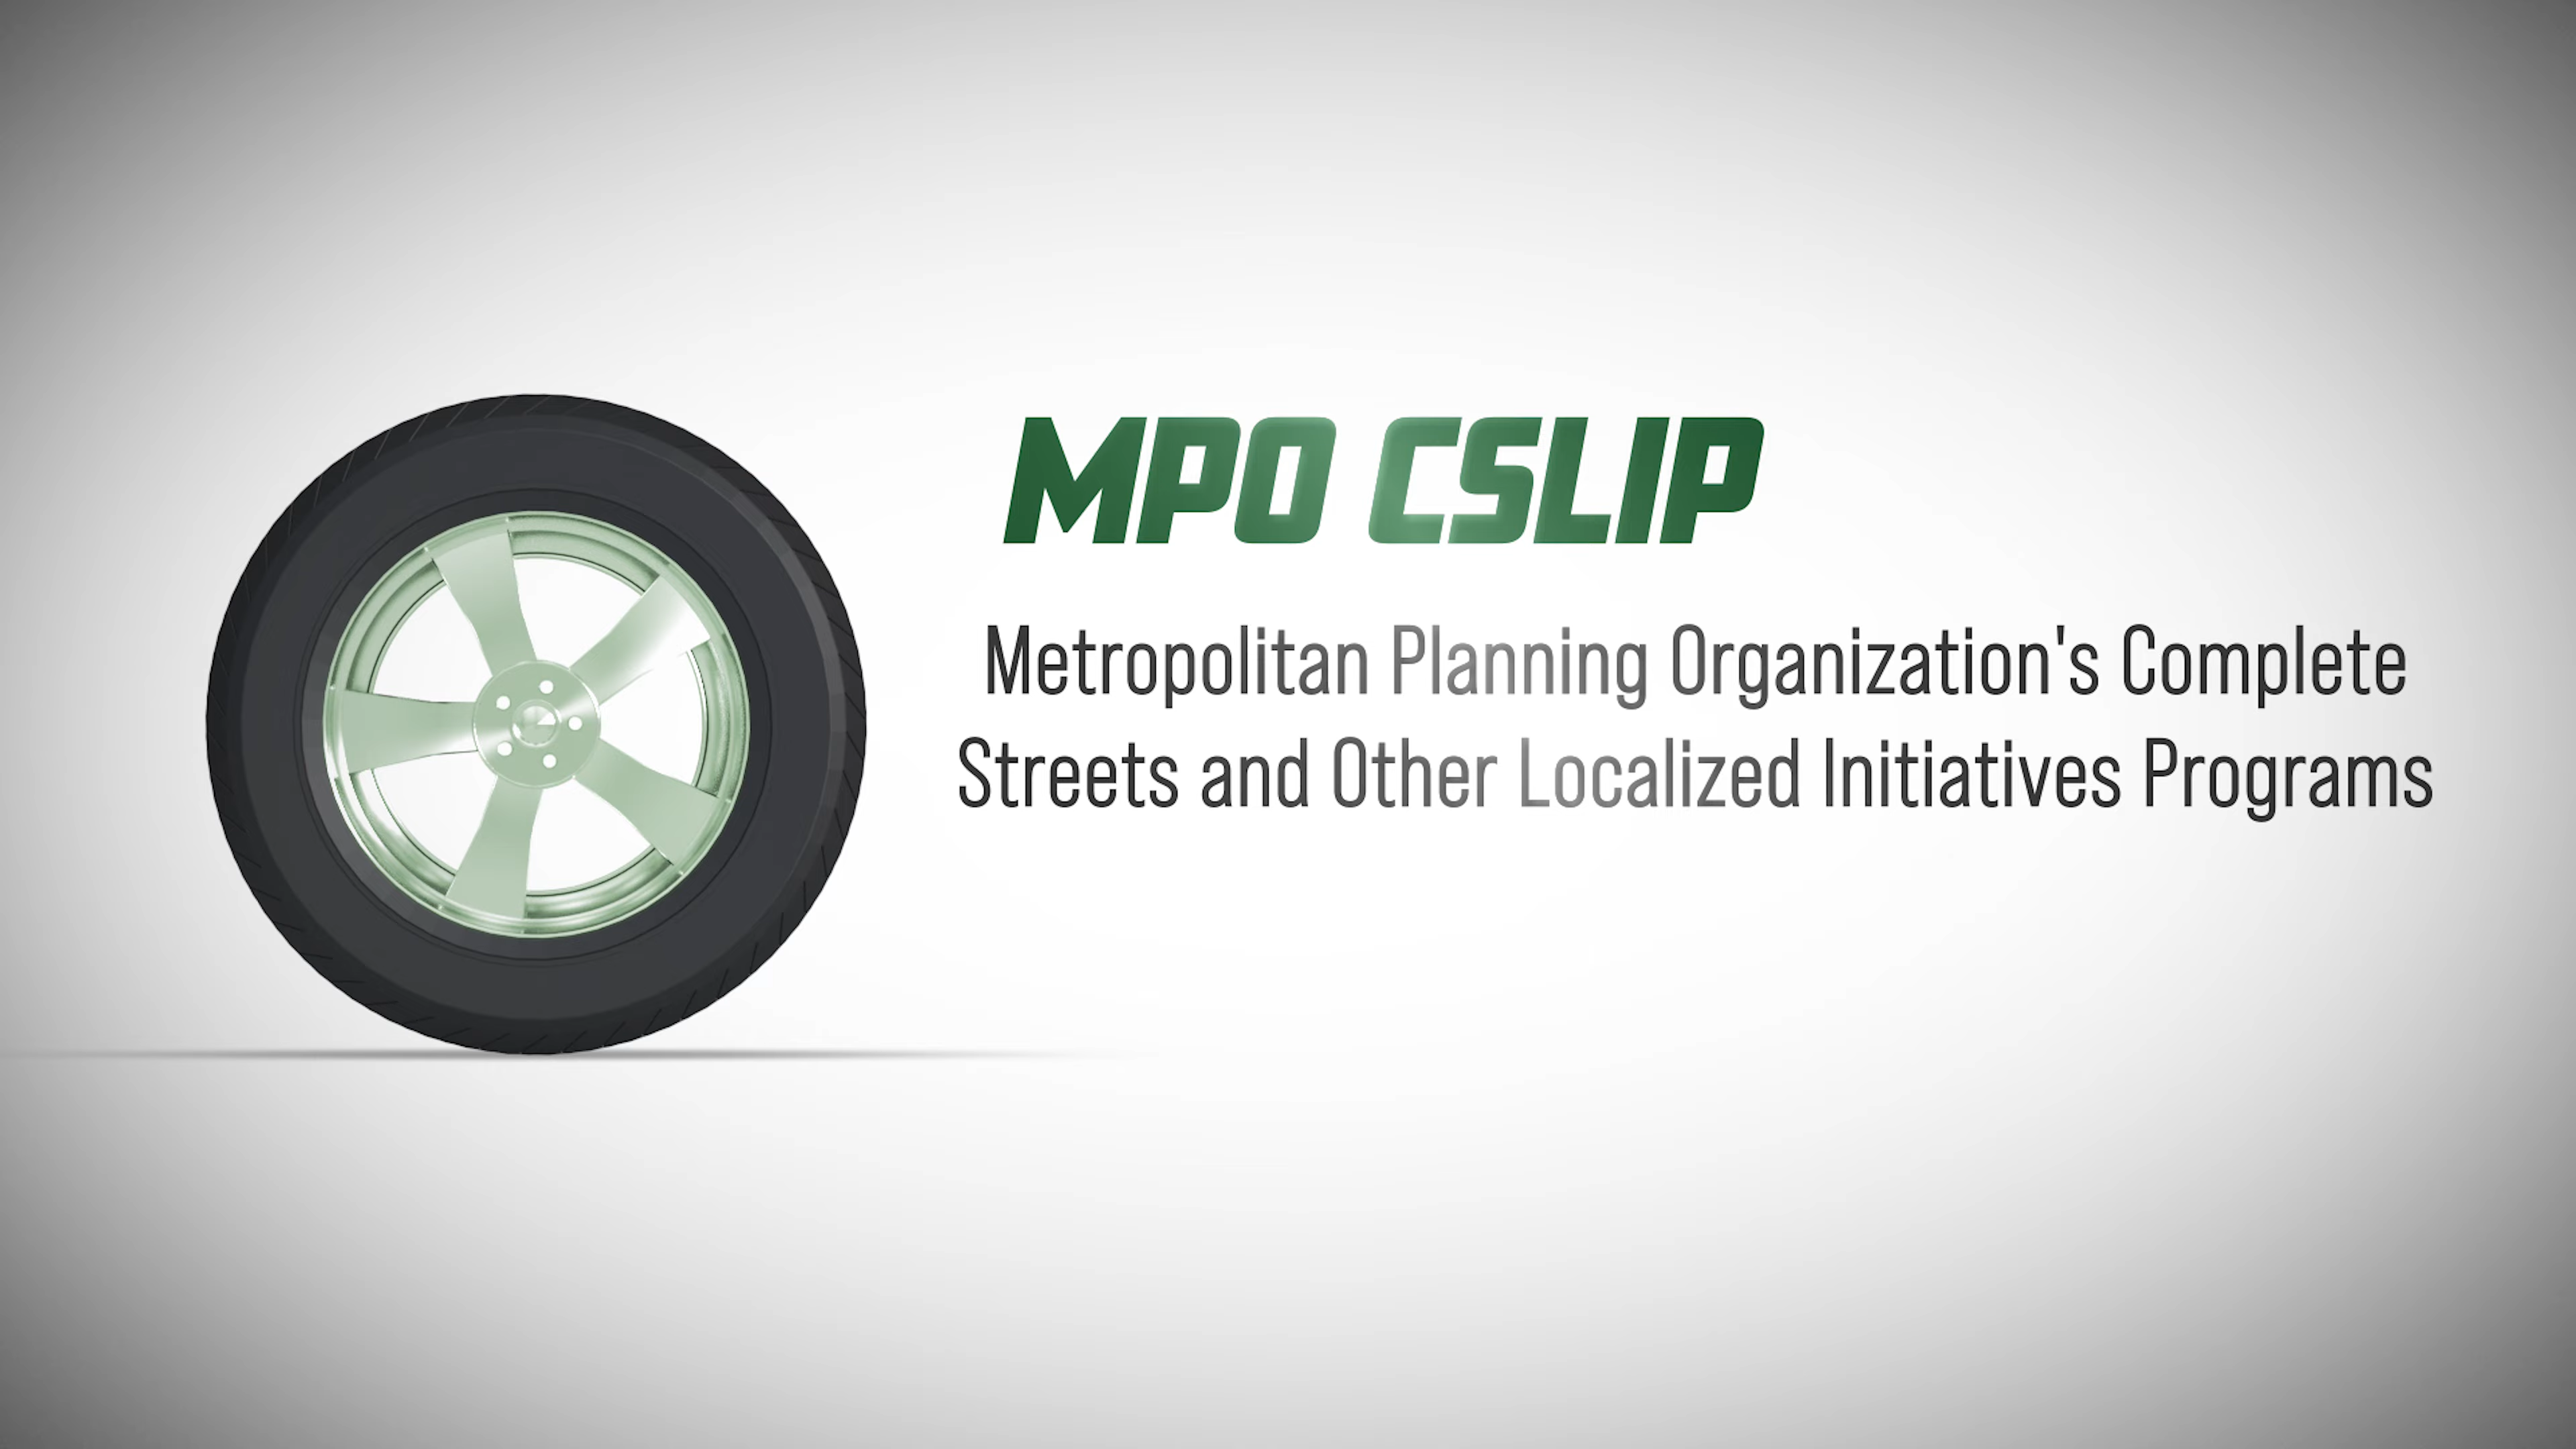 MPO CSLIP
Metropolitan Planning Organization's Complete
Streets and Other Localized Initiatives Programs